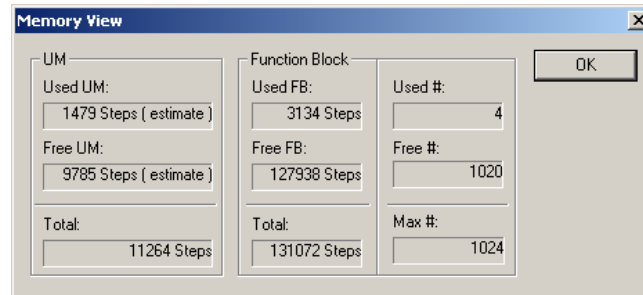 Memory View
UM
Used UM:
1479 Steps ( estimate )
Free UM:
9785 Steps ( estimate )
Total:
11264 Steps
Function Block
Used FB:
3134 Steps
Free FB:
127938 Steps
Total:
131072 Steps
Used #:
4
Free #:
1020
Max #:
1024
OK